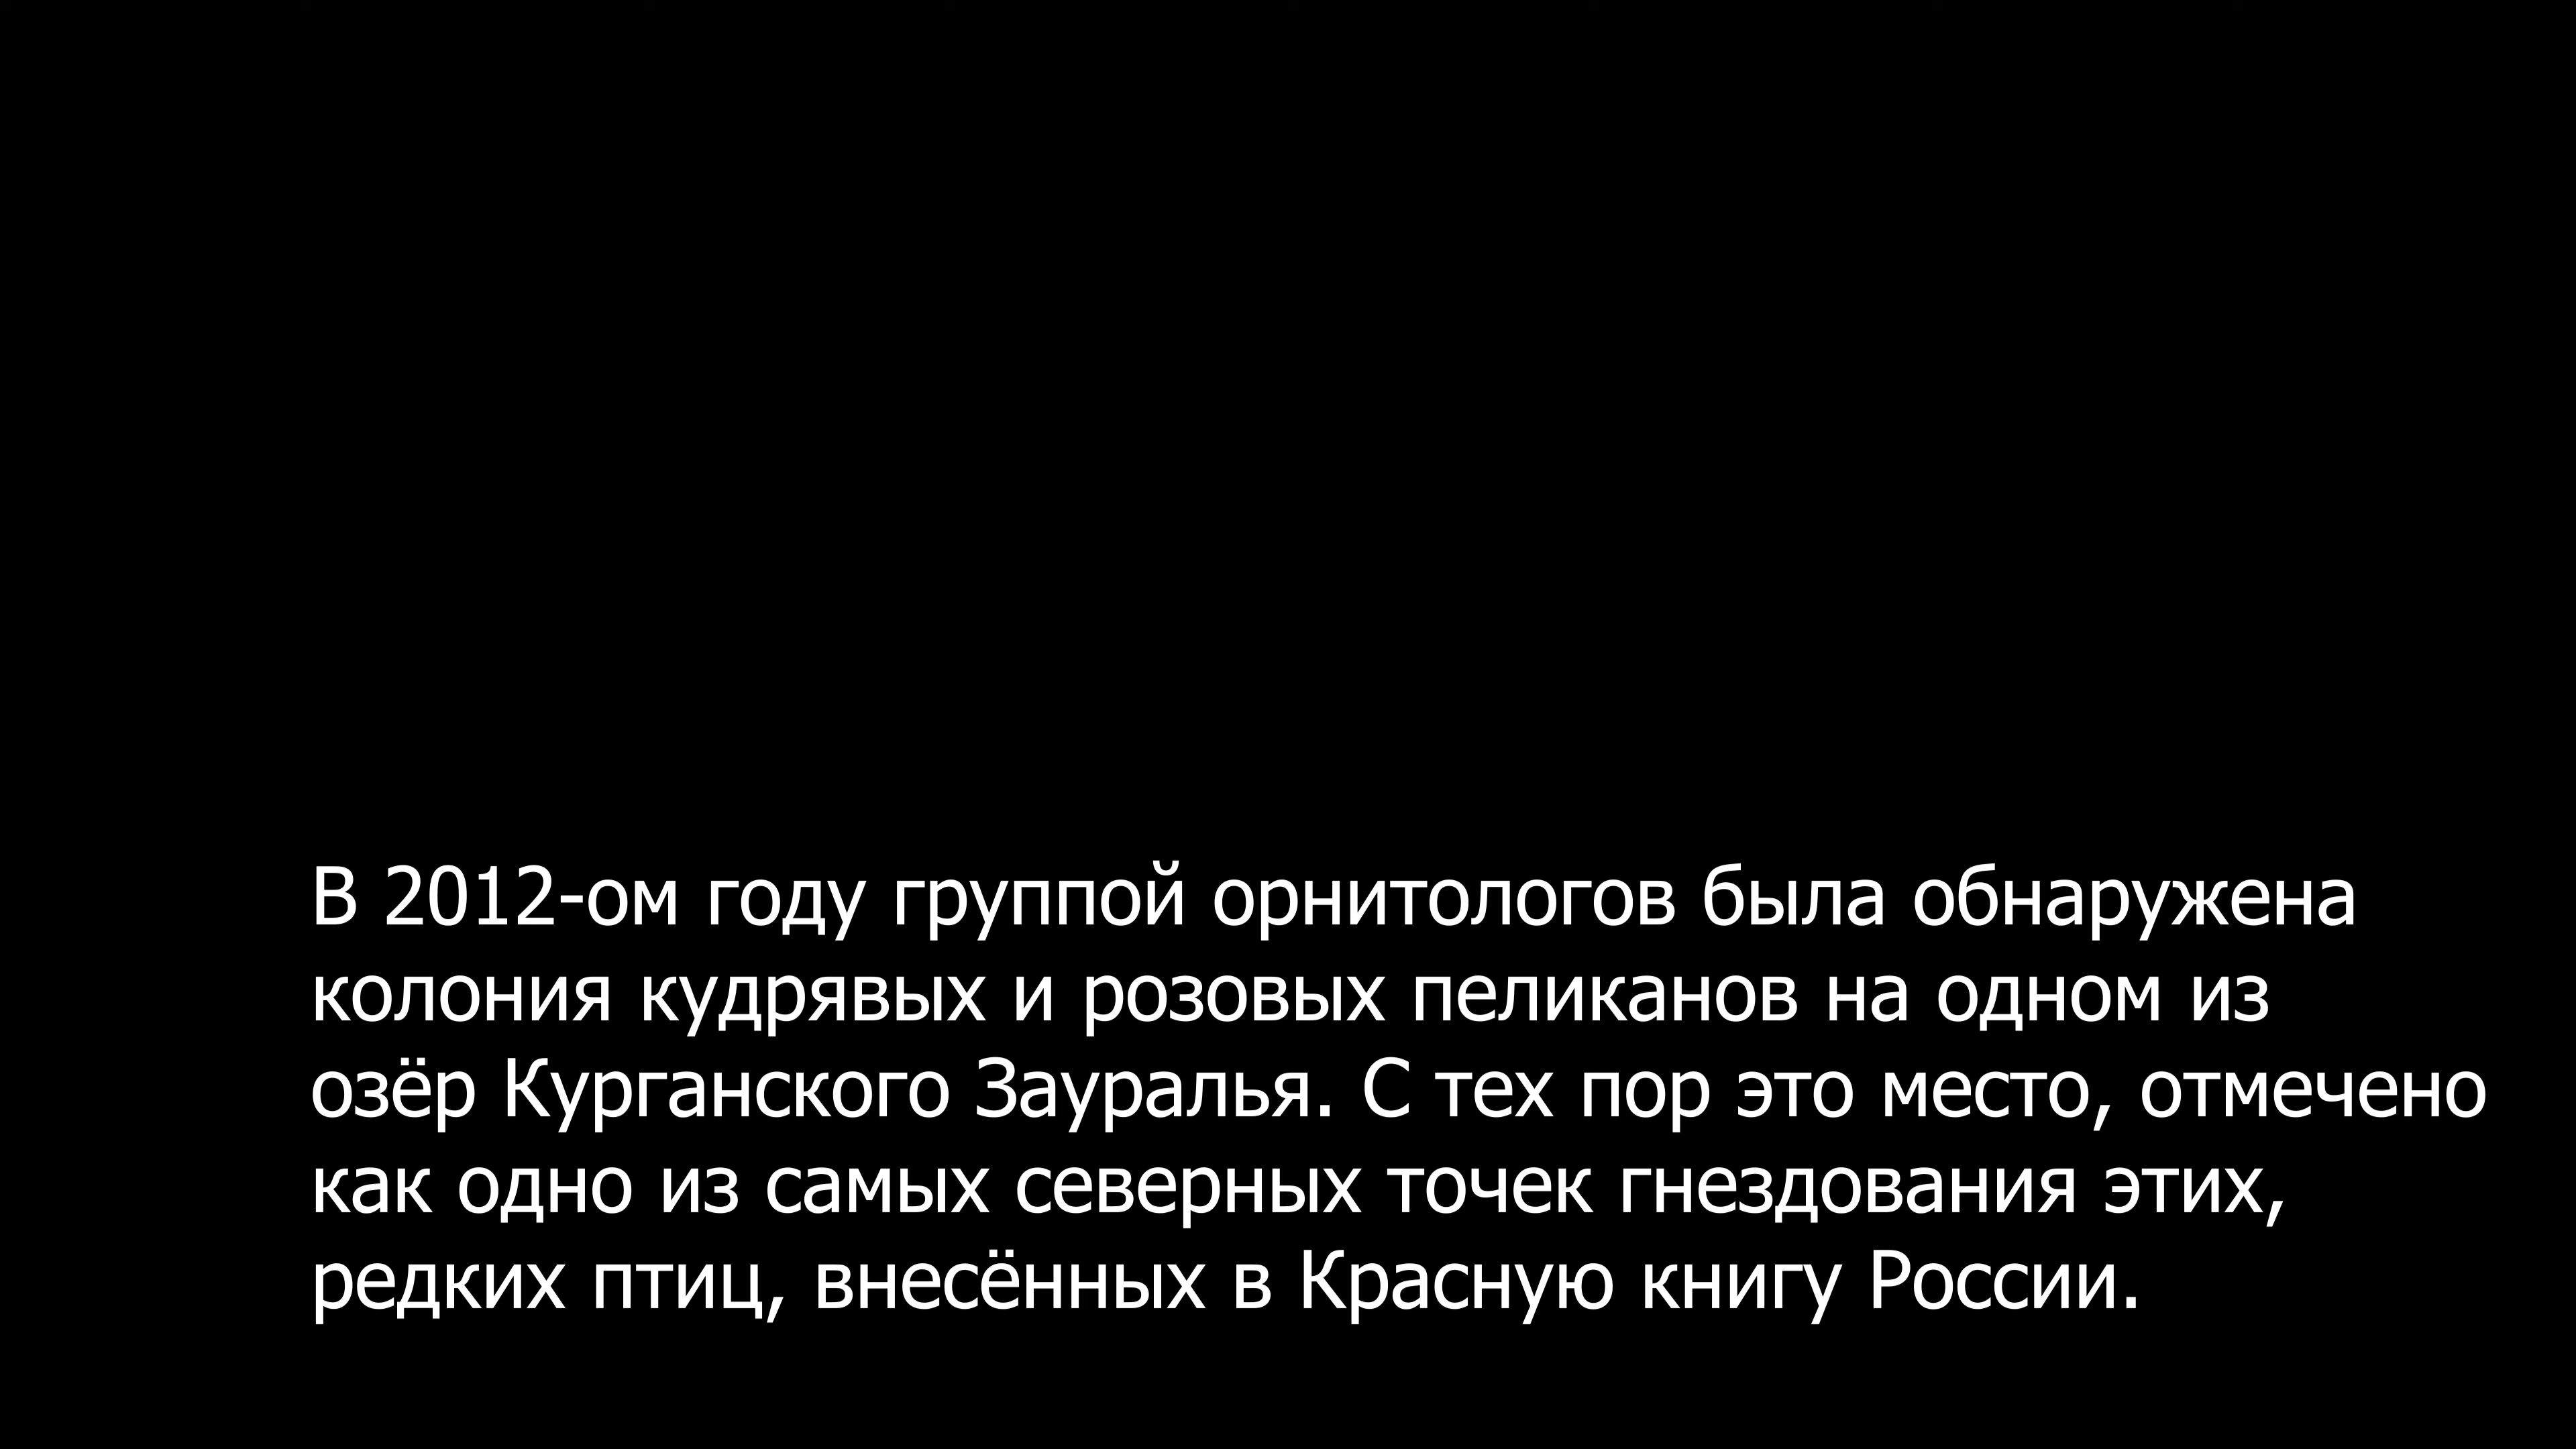 В 2012-ом году группой орнитологов была обнаружена
колония кудрявых и розовых пеликанов на одном из
озёр Курганского Зауралья. С тех пор это место, отмечено
как одно из самых северных точек гнездования этих,
редких птиц, внесённых в Красную книгу России.